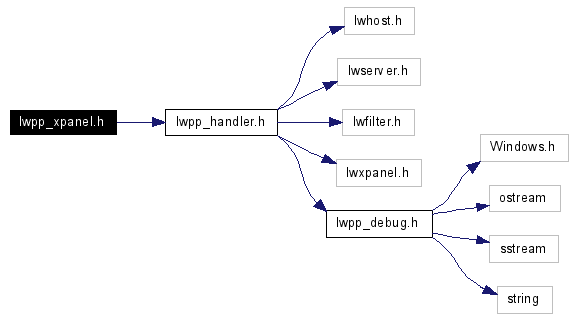 lwhost.h
lwserver.h
lwpp_xpanel.h
lwpp_handler.h
lwfilter.h
Windows.h
lwxpanel.h
ostream
lwpp_debug.h
sstream
string